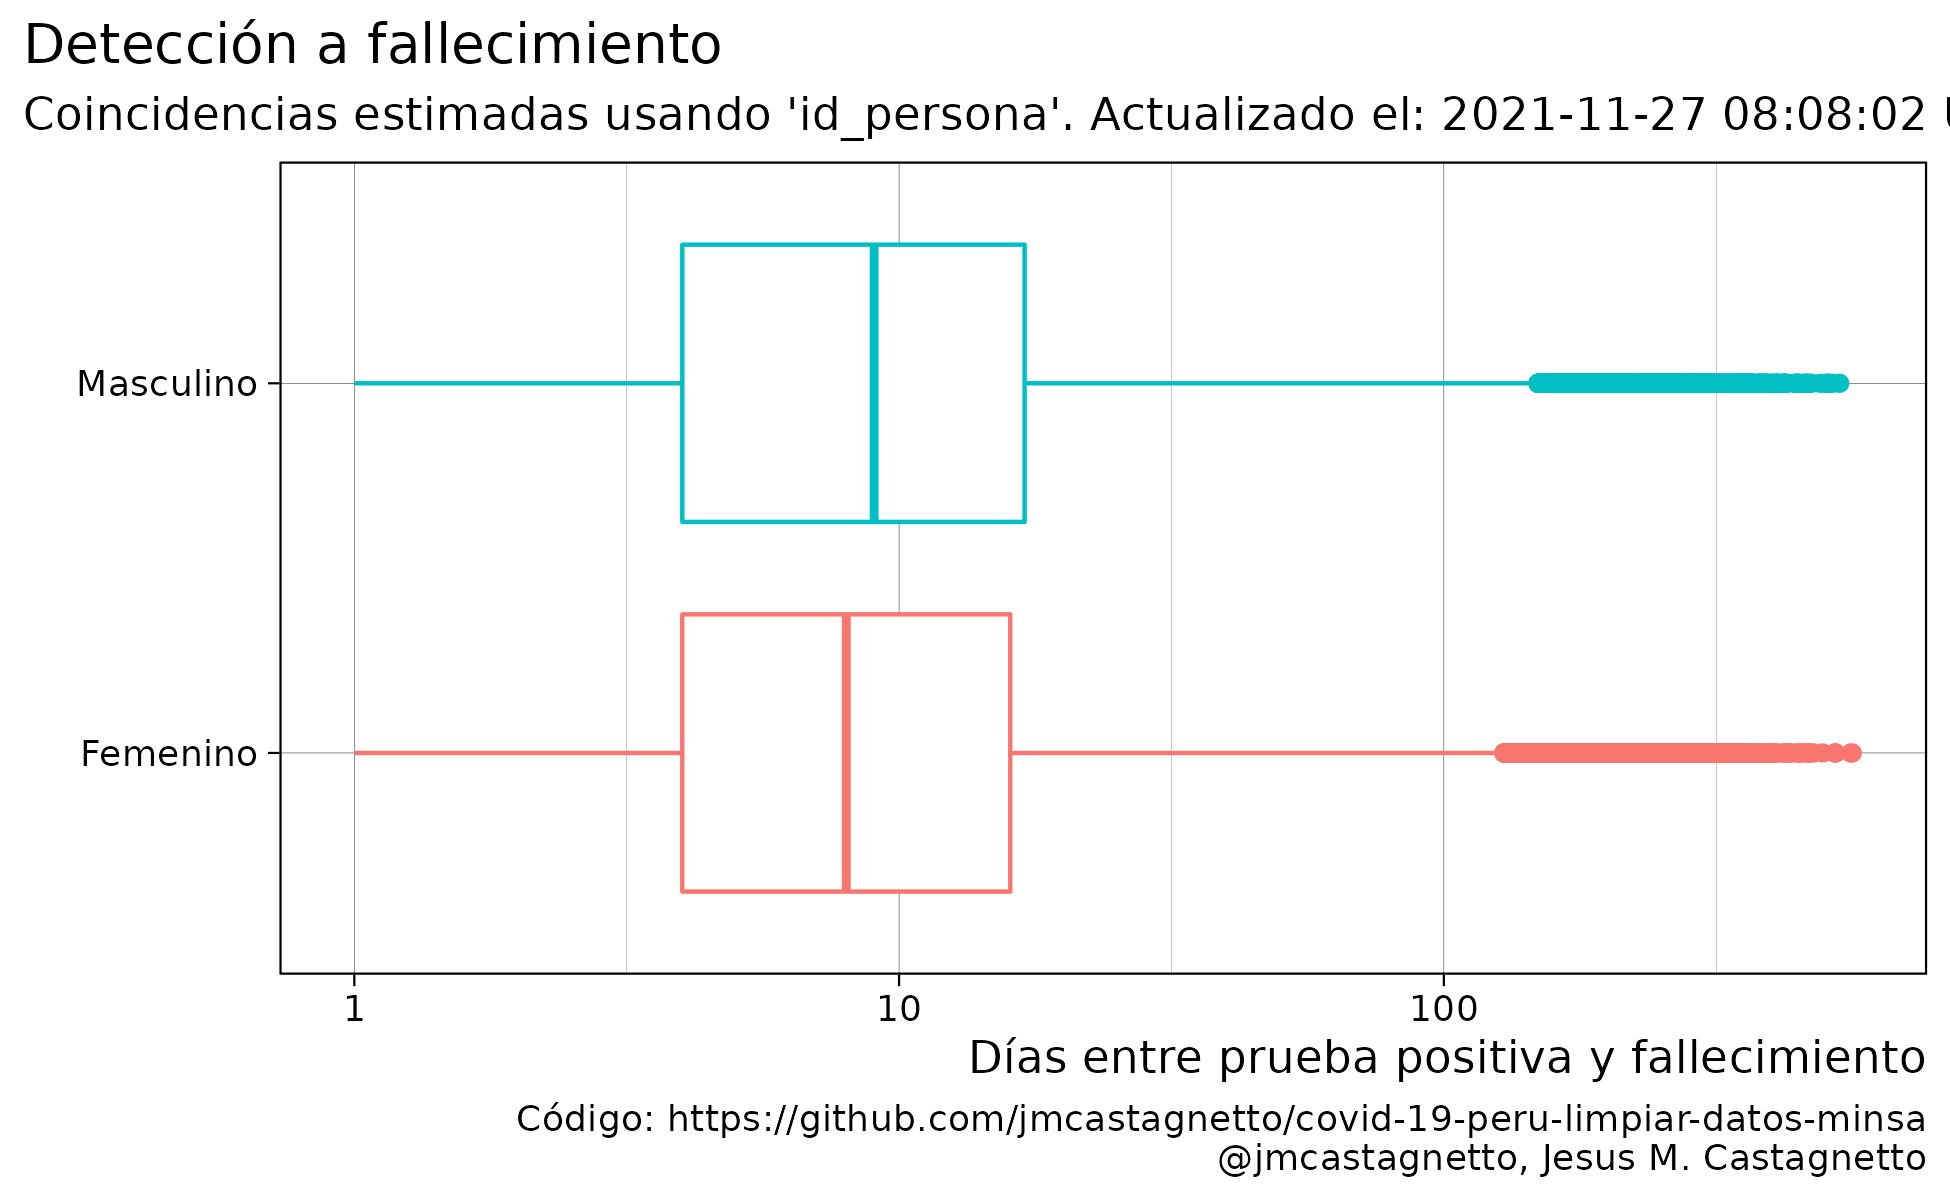 Detección a fallecimiento
Coincidencias estimadas usando 'id_persona'. Actualizado el: 2021-11-27 08:08:02
Masculino
Femenino
1 10 100
Días entre prueba positiva y fallecimiento
Código: https://github.com/jmcastagnetto/covid-19-peru-limpiar-datos-minsa
@jmcastagnetto, Jesus M. Castagnetto